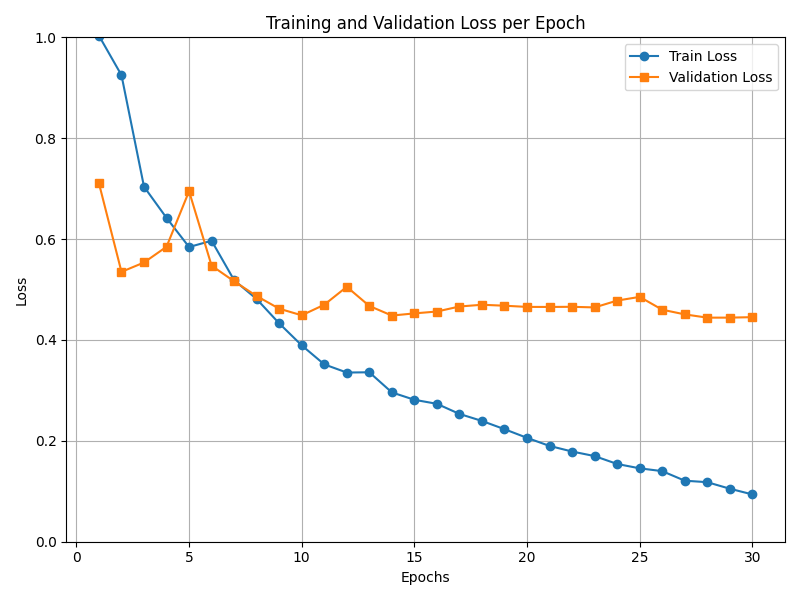 Training and Validation Loss per Epoch
Train Loss
Validation Loss
1.0
0.8
0.6
0.4
0.2
0.0
Loss
0 5 10 15 20 25 30
Epochs